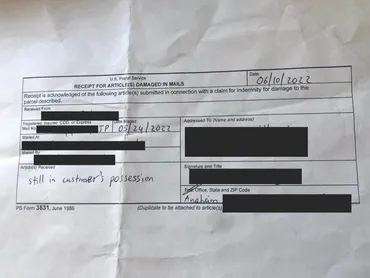 U.S. Postal Service
RECEIPT FOR ARTICLE(S) DAMAGED IN MAILS
Date
06/10/2022
Receipt is acknowledged of the following article(s) submitted in connection with a claim for indemnity for damage to the parcel described.
Received From
Registered, Insured, COD, or Express
Mail No.
Date Mailed
05/24/2022
Addressed To (Name and address)
Mailed At
Mailed By
Article(s) Received
still in customer's possession
Signature and Title
Post Office, State and ZIP Code
Anaheim
PS Form 3831, June 1986
(Duplicate to be attached to article(s))